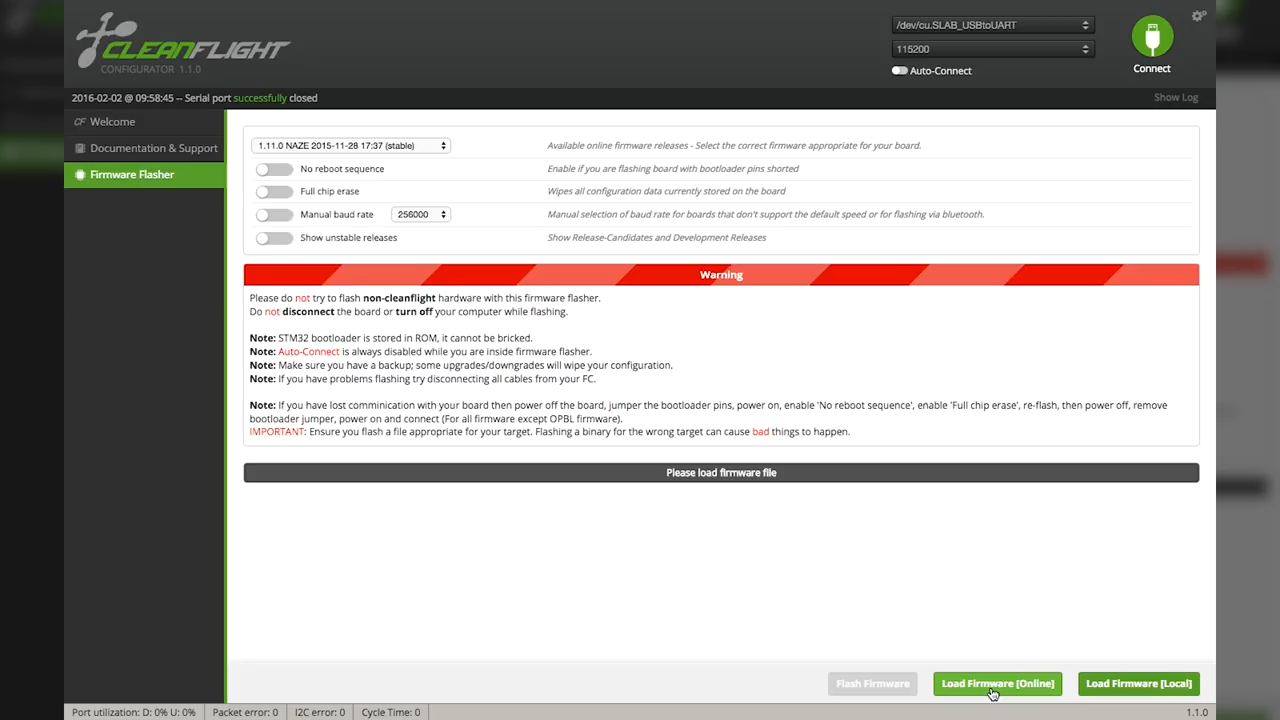 CLEANFLIGHT
CONFIGURATOR 1.1.0
/dev/cu.SLAB_USBtoUART
115200
Auto-Connect
Connect
2016-02-02 @ 09:58:45 -- Serial port successfully closed
Show Log
CF Welcome
Documentation & Support
Firmware Flasher
1.11.0 NAZE 2015-11-28 17:37 (stable)
Available online firmware releases - Select the correct firmware appropriate for your board.
No reboot sequence
Enable if you are flashing board with bootloader pins shorted
Full chip erase
Wipes all configuration data currently stored on the board
Manual baud rate 256000
Manual selection of baud rate for boards that don't support the default speed or for flashing via bluetooth.
Show unstable releases
Show Release-Candidates and Development Releases
Warning
Please do not try to flash non-cleanflight hardware with this firmware flasher.
Do not disconnect the board or turn off your computer while flashing.
Note: STM32 bootloader is stored in ROM, it cannot be bricked.
Note: Auto-Connect is always disabled while you are inside firmware flasher.
Note: Make sure you have a backup; some upgrades/downgrades will wipe your configuration.
Note: If you have problems flashing try disconnecting all cables from your FC.
Note: If you have lost comminication with your board then power off the board, jumper the bootloader pins, power on, enable 'No reboot sequence', enable 'Full chip erase', re-flash, then power off, remove
bootloader jumper, power on and connect (For all firmware except OPBL firmware).
IMPORTANT: Ensure you flash a file appropriate for your target. Flashing a binary for the wrong target can cause bad things to happen.
Please load firmware file
Flash Firmware
Load Firmware [Online]
Load Firmware [Local]
Port utilization: D: 0% U: 0%
Packet error: 0
I2C error: 0
Cycle Time: 0
1.1.0